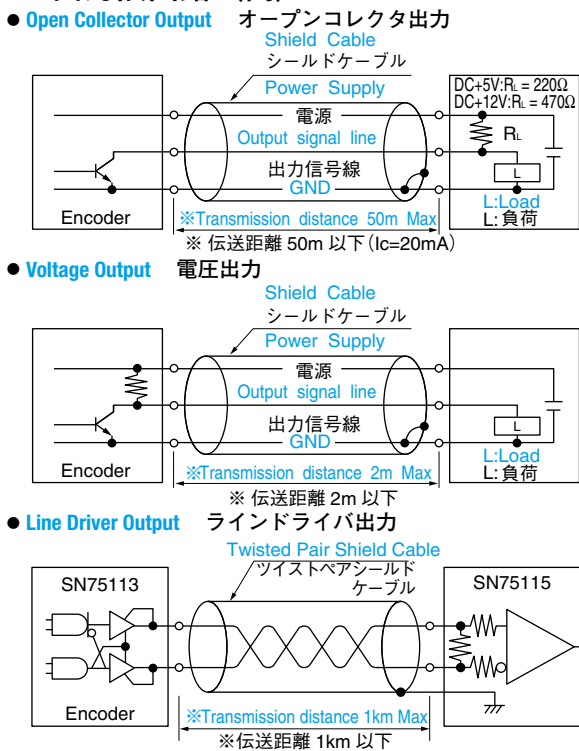 ● Open Collector Output オープンコレクタ出力
Shield Cable
シールドケーブル
Power Supply
電源
Output signal line
出力信号線
GND
Encoder
DC+5V:RL = 220Ω
DC+12V:RL = 470Ω
RL
L
L:Load
L:負荷
※Transmission distance 50m Max
※ 伝送距離 50m 以下(Ic=20mA)
● Voltage Output 電圧出力
Shield Cable
シールドケーブル
Power Supply
電源
Output signal line
出力信号線
GND
Encoder
L
L:Load
L:負荷
※Transmission distance 2m Max
※ 伝送距離 2m 以下
● Line Driver Output ラインドライバ出力
Twisted Pair Shield Cable
ツイストペアシールド
ケーブル
SN75113
SN75115
Encoder
※Transmission distance 1km Max
※伝送距離 1km 以下